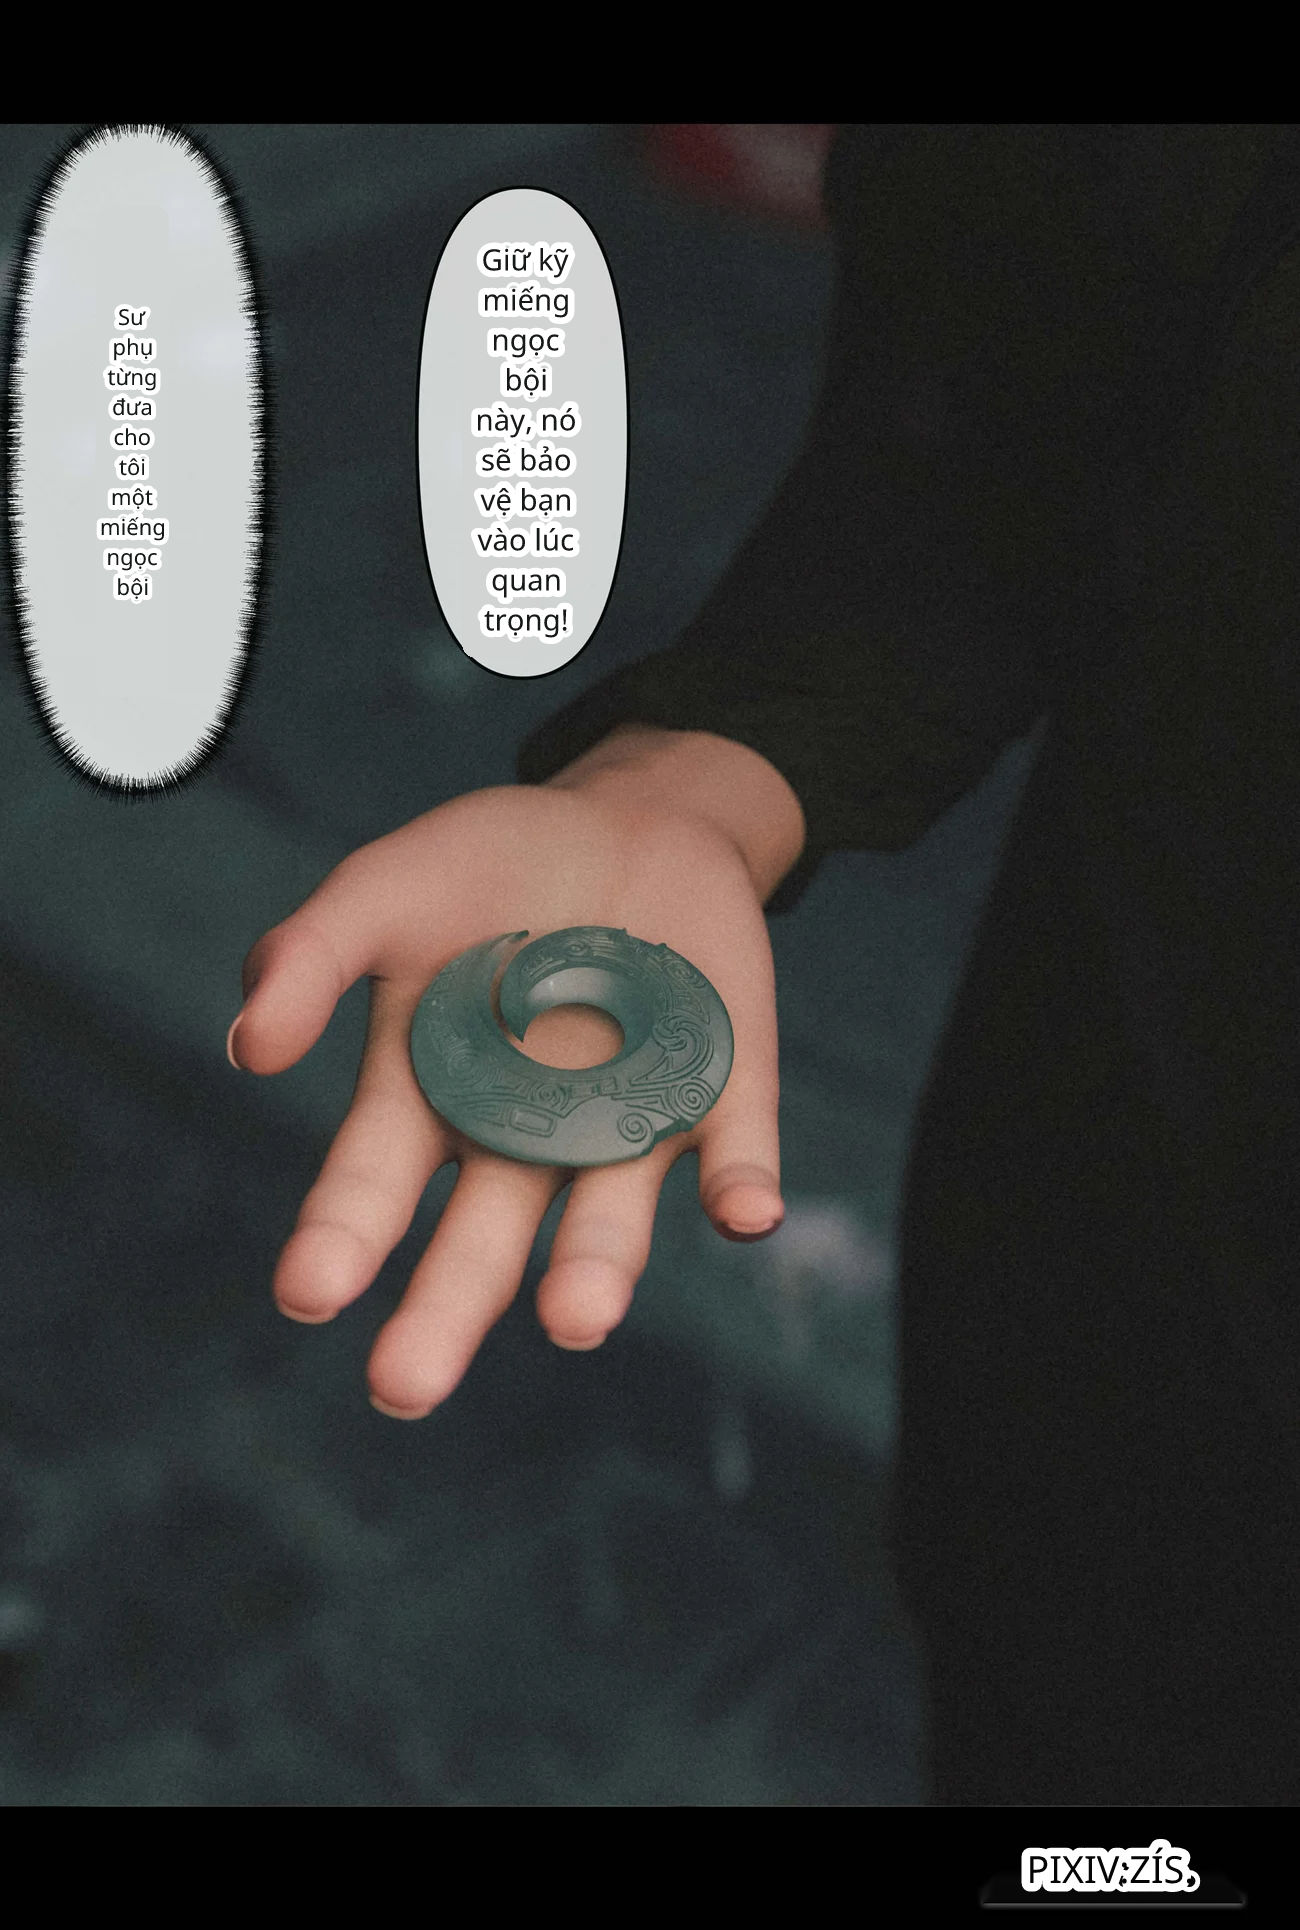 Sư
phụ
từng
đưa
cho
tôi
một
miếng
ngọc
bội
Giữ kỹ
miếng
ngọc
bội
này, nó
sẽ bảo
vệ bạn
vào lúc
quan
trọng!
PIXIV:ZÍS,